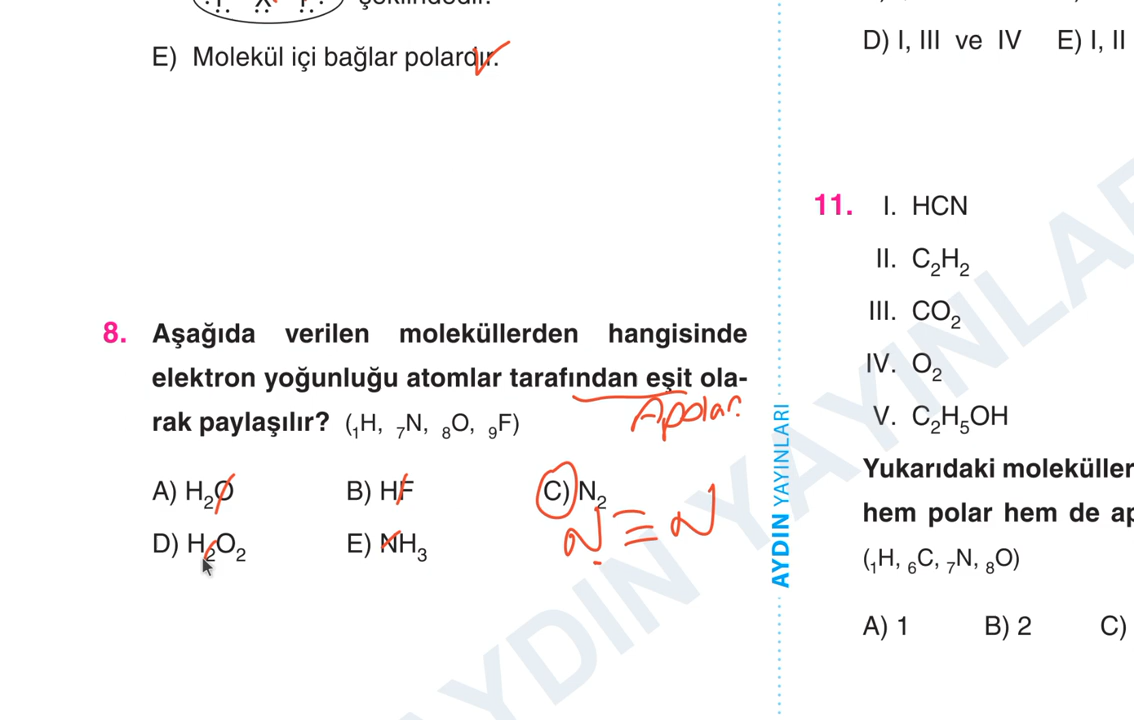 E) Molekül içi bağlar polardır.
8. Aşağıda verilen moleküllerden hangisinde
elektron yoğunluğu atomlar tarafından eşit ola-
rak paylaşılır? (₁H, ₇N, ₈O, ₉F)
Apolar
A) H₂O B) HF C) N₂
N≡N
D) H₂O₂ E) NH₃
AYDIN YAYINLARI
D) I, III ve IV E) I, II
11. I. HCN
II. C₂H₂
III. CO₂
IV. O₂
V. C₂H₅OH
Yukarıdaki moleküller
hem polar hem de ap
(₁H, ₆C, ₇N, ₈O)
A) 1 B) 2 C)
AYDIN YAYINLAR